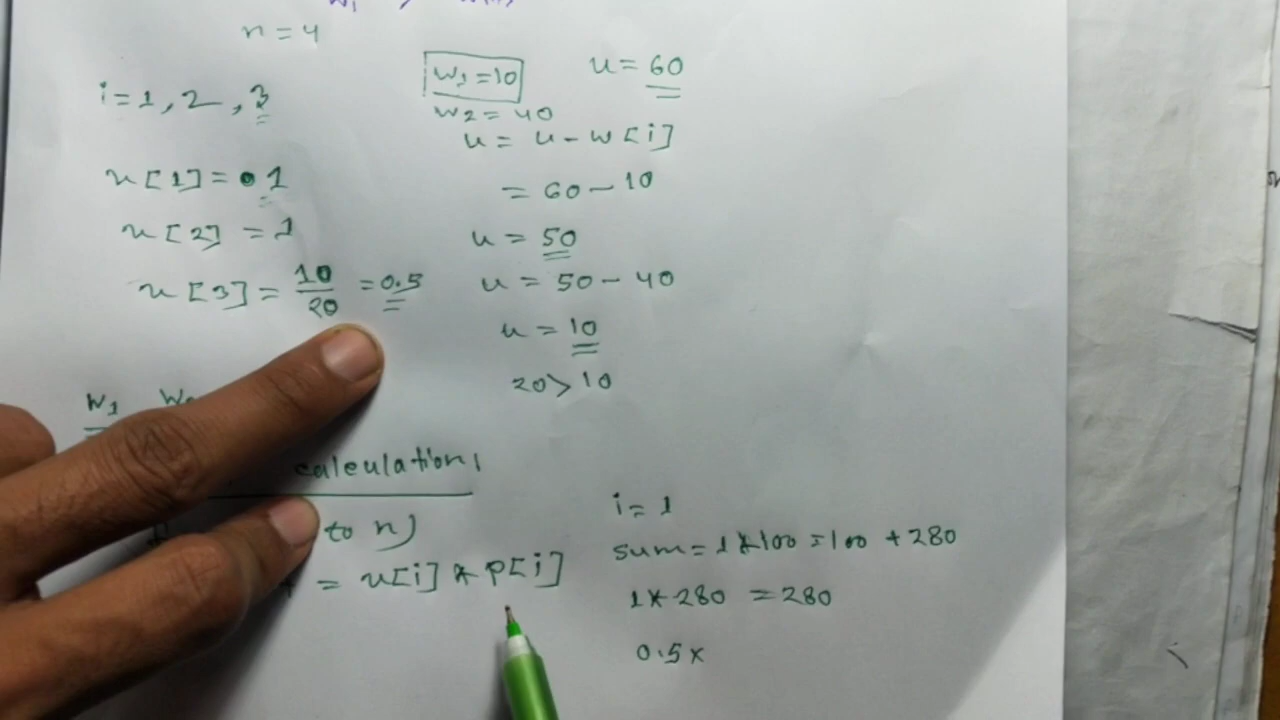 n = 4
w1 = 10
u = 60
i = 1, 2, 3
w2 = 40
u = u - w[i]
x[1] = 1
= 60 - 10
x[2] = 1
u = 50
x[3] = 10/20 = 0.5
u = 50 - 40
u = 10
20 > 10
W1
calculation,
i = 1
to n)
sum = 1 * 100 = 100 + 280
+ = x[i] * P[i]
1 * 280 = 280
0.5 x